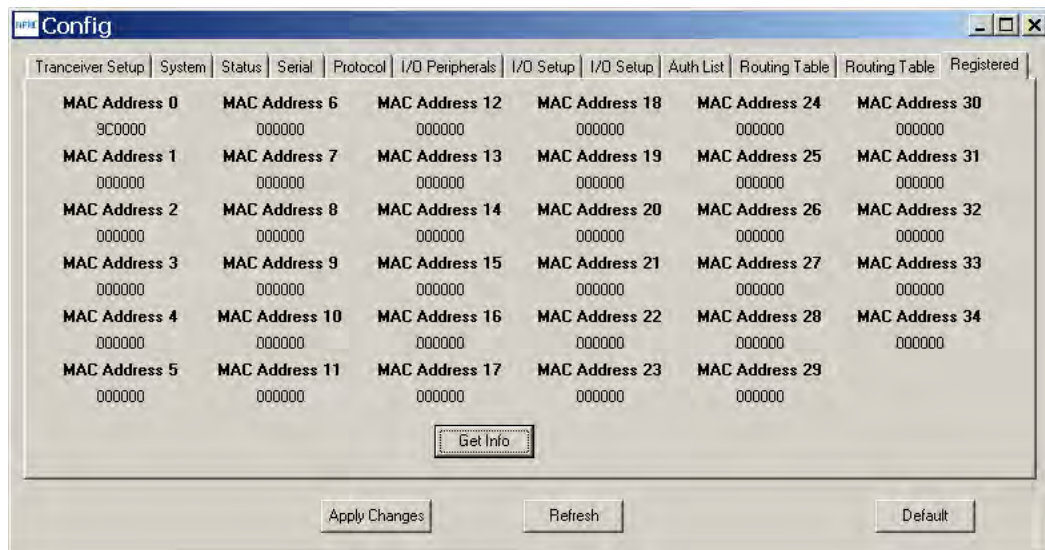 Config
Tranceiver Setup System Status Serial Protocol I/O Peripherals I/O Setup I/O Setup Auth List Routing Table Routing Table Registered
MAC Address 0 MAC Address 6 MAC Address 12 MAC Address 18 MAC Address 24 MAC Address 30
9C0000 000000 000000 000000 000000 000000
MAC Address 1 MAC Address 7 MAC Address 13 MAC Address 19 MAC Address 25 MAC Address 31
000000 000000 000000 000000 000000 000000
MAC Address 2 MAC Address 8 MAC Address 14 MAC Address 20 MAC Address 26 MAC Address 32
000000 000000 000000 000000 000000 000000
MAC Address 3 MAC Address 9 MAC Address 15 MAC Address 21 MAC Address 27 MAC Address 33
000000 000000 000000 000000 000000 000000
MAC Address 4 MAC Address 10 MAC Address 16 MAC Address 22 MAC Address 28 MAC Address 34
000000 000000 000000 000000 000000 000000
MAC Address 5 MAC Address 11 MAC Address 17 MAC Address 23 MAC Address 29
000000 000000 000000 000000 000000
Get Info
Apply Changes Refresh Default